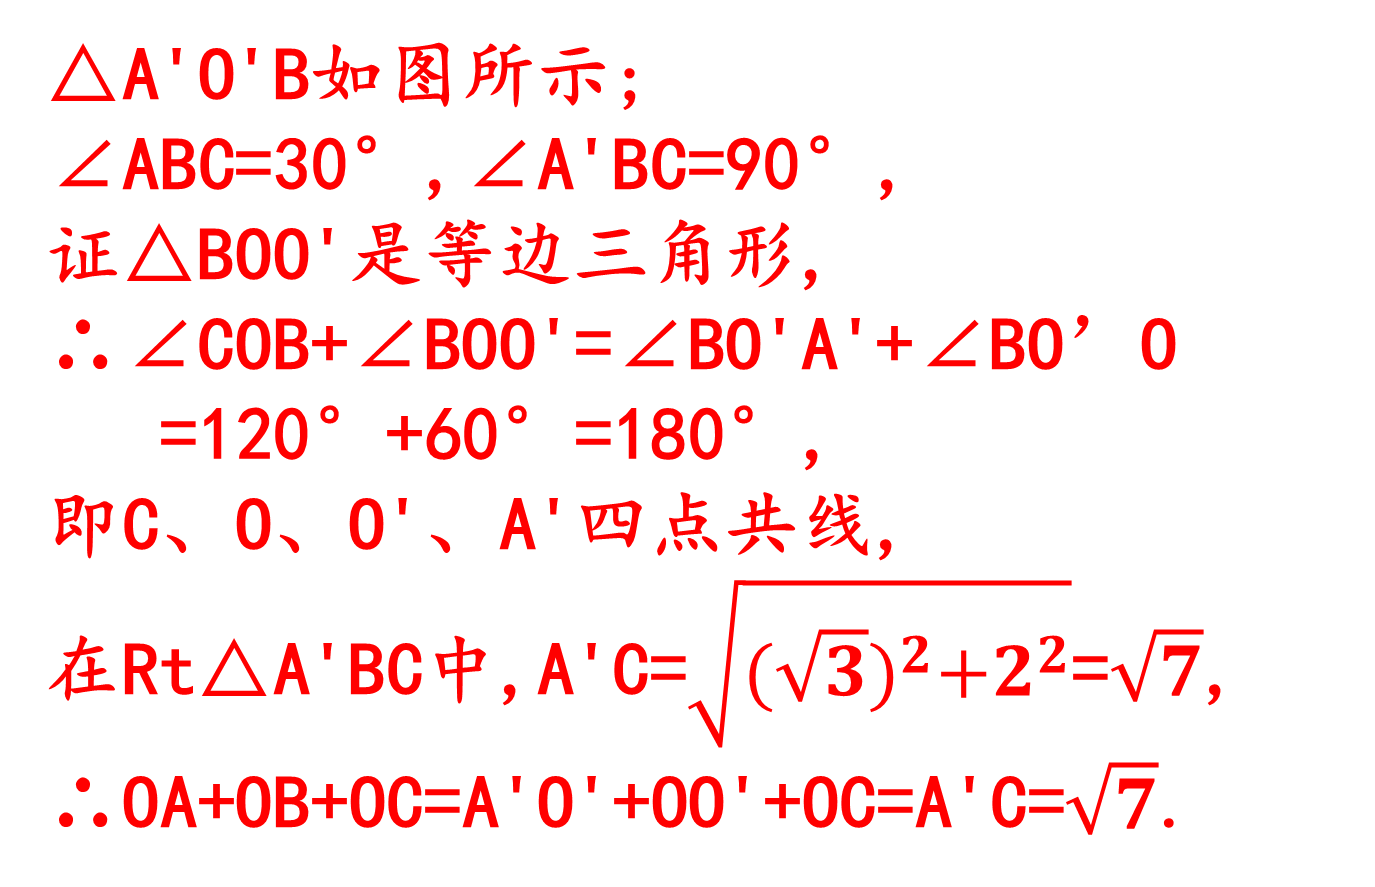 △A'O'B如图所示;
∠ABC=30°,∠A'BC=90°,
证△BOO'是等边三角形,
∴∠COB+∠BOO'=∠BO'A'+∠BO’O
=120°+60°=180°,
即C、O、O'、A'四点共线,
在Rt△A'BC中,A'C=√((√3)²+2²)=√7,
∴OA+OB+OC=A'O'+OO'+OC=A'C=√7.